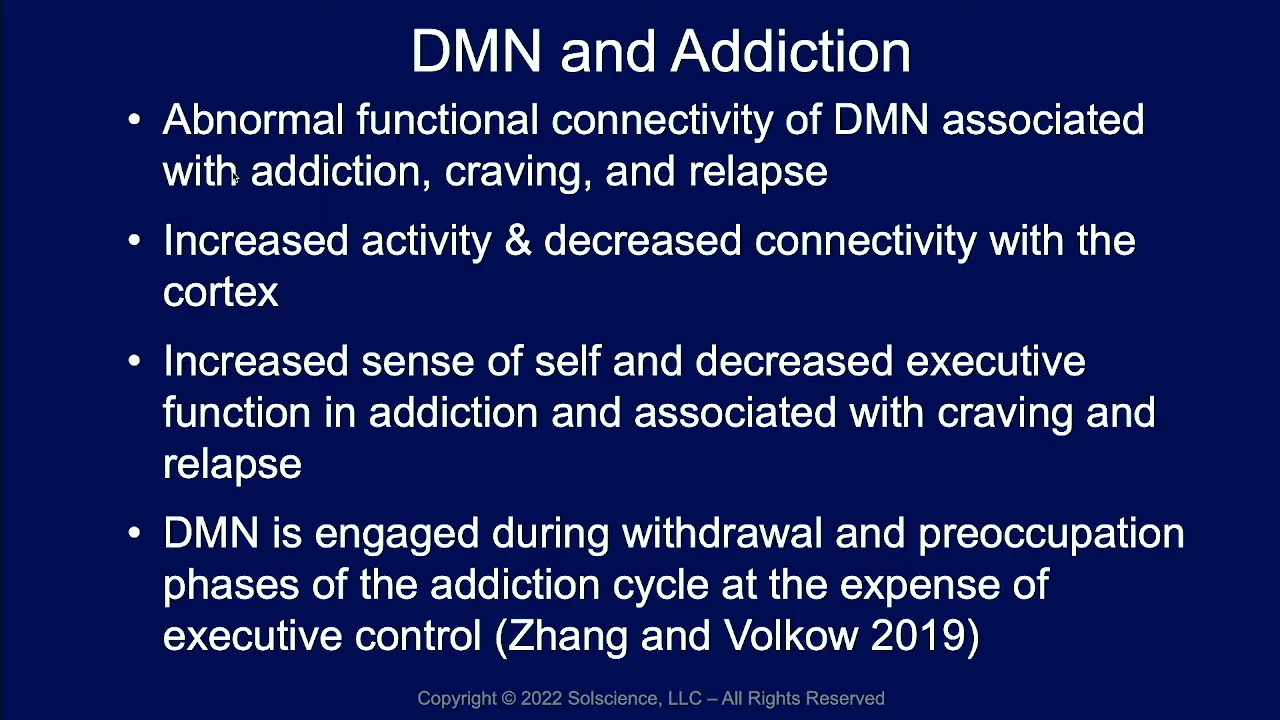 DMN and Addiction
• Abnormal functional connectivity of DMN associated
with addiction, craving, and relapse
• Increased activity & decreased connectivity with the
cortex
• Increased sense of self and decreased executive
function in addiction and associated with craving and
relapse
• DMN is engaged during withdrawal and preoccupation
phases of the addiction cycle at the expense of
executive control (Zhang and Volkow 2019)
Copyright © 2022 Solscience, LLC – All Rights Reserved